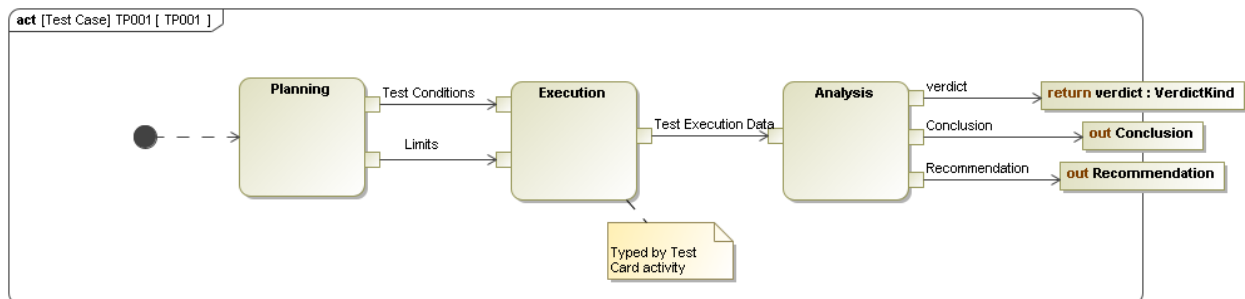 act [Test Case] TP001 [ TP001 ]
Planning
Test Conditions
Limits
Execution
Test Execution Data
Analysis
verdict
return verdict : VerdictKind
Conclusion
out Conclusion
Recommendation
out Recommendation
Typed by Test
Card activity